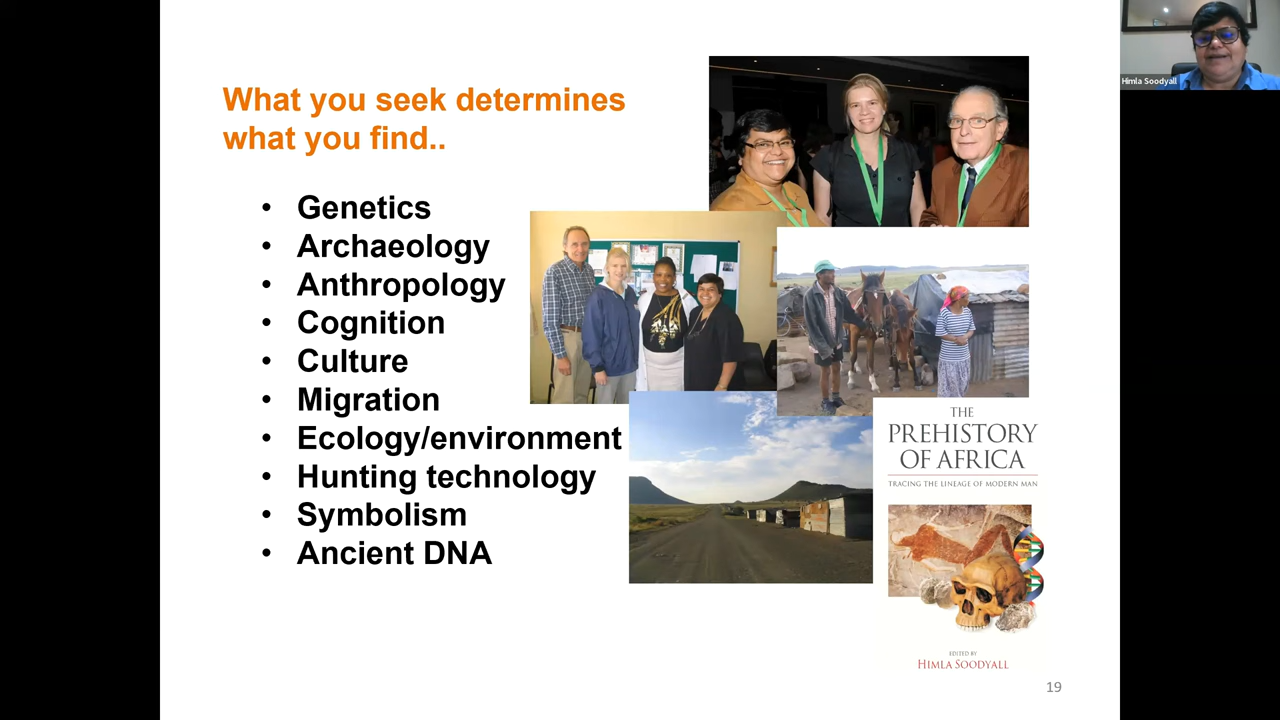 Himla Soodyall
What you seek determines
what you find..
• Genetics
• Archaeology
• Anthropology
• Cognition
• Culture
• Migration
• Ecology/environment
• Hunting technology
• Symbolism
• Ancient DNA
THE
PREHISTORY
OF AFRICA
TRACING THE LINEAGE OF MODERN MAN
EDITED BY
HIMLA SOODYALL
19